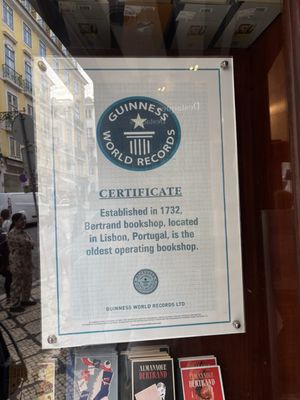 GUINNESS
WORLD RECORDS
CERTIFICATE
Established in 1732,
Bertrand bookshop, located
in Lisbon, Portugal, is the
oldest operating bookshop.
GUINNESS WORLD RECORDS LTD
ALMANAQUE
BERTRAND
ALMANAQUE
BERTRAND